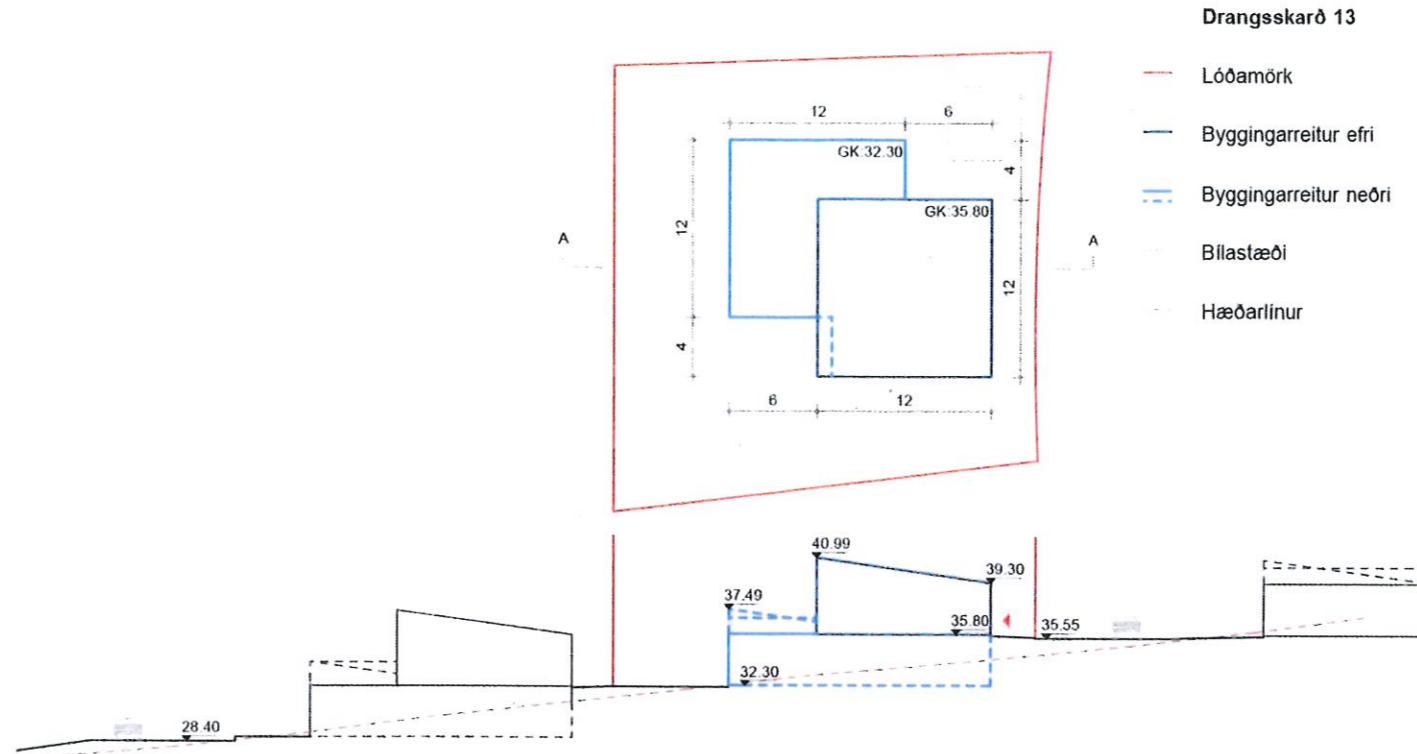 Drangsskarð 13
Lóðamörk
Byggingarreitur efri
Byggingarreitur neðri
Bílastæði
Hæðarlínur
12
6
GK:32.30
4
GK:35.80
A
12
A
12
4
6
12
40.99
39.30
37.49
35.80
35.55
32.30
28.40